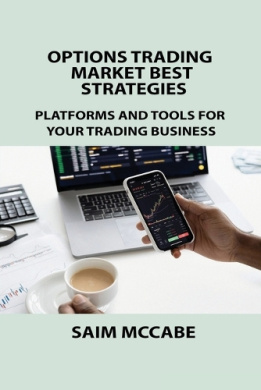 OPTIONS TRADING
MARKET BEST
STRATEGIES
PLATFORMS AND TOOLS FOR
YOUR TRADING BUSINESS
SAIM MCCABE